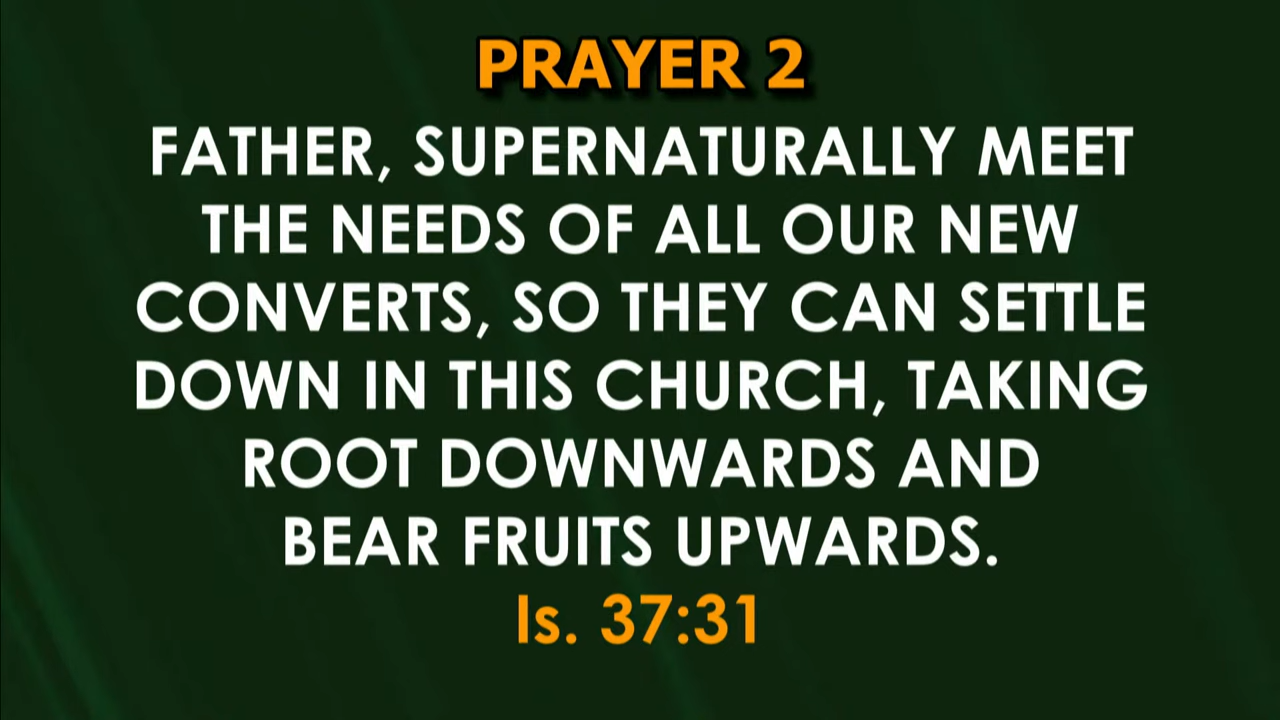 PRAYER 2
FATHER, SUPERNATURALLY MEET
THE NEEDS OF ALL OUR NEW
CONVERTS, SO THEY CAN SETTLE
DOWN IN THIS CHURCH, TAKING
ROOT DOWNWARDS AND
BEAR FRUITS UPWARDS.
Is. 37:31